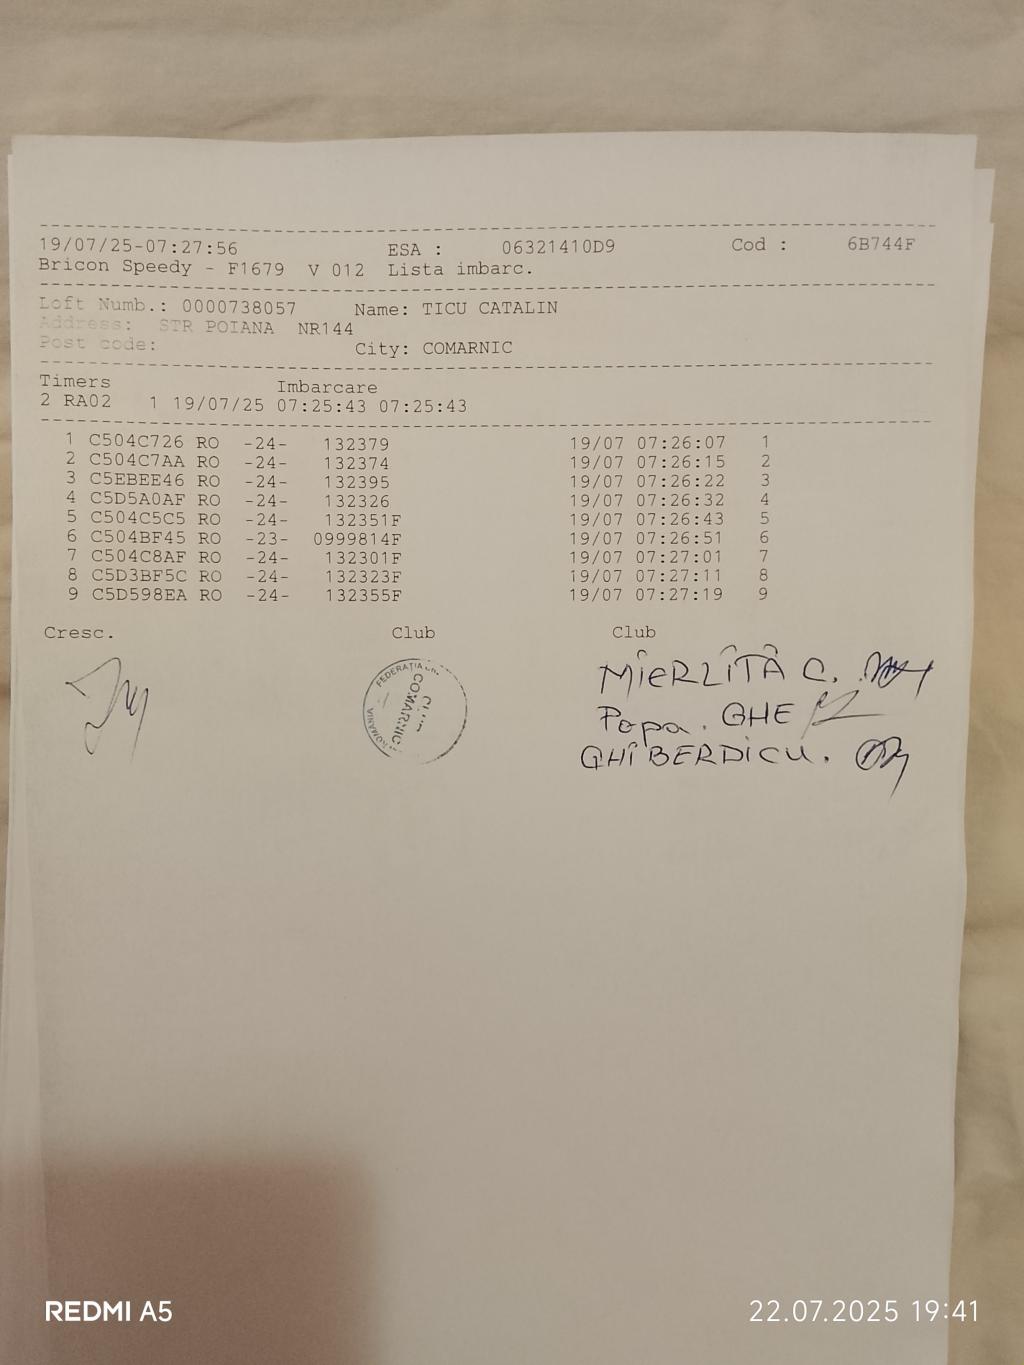 19/07/25-07:27:56 ESA : 06321410D9 Cod : 6B744F
Bricon Speedy - F1679 V 012 Lista imbarc.
Loft Numb.: 0000738057 Name: TICU CATALIN
Address: STR POIANA NR144
Post code: City: COMARNIC
Timers Imbarcare
2 RA02 1 19/07/25 07:25:43 07:25:43
1 C504C726 RO -24- 132379 19/07 07:26:07 1
2 C504C7AA RO -24- 132374 19/07 07:26:15 2
3 C5EBEE46 RO -24- 132395 19/07 07:26:22 3
4 C5D5A0AF RO -24- 132326 19/07 07:26:32 4
5 C504C5C5 RO -24- 132351F 19/07 07:26:43 5
6 C504BF45 RO -23- 0999814F 19/07 07:26:51 6
7 C504C8AF RO -24- 132301F 19/07 07:27:01 7
8 C5D3BF5C RO -24- 132323F 19/07 07:27:11 8
9 C5D598EA RO -24- 132355F 19/07 07:27:19 9
Cresc. Club Club
FEDERAȚIA
COMARNIC
MIERLÎTĂ C.
Popa. GHE
GHÎBERDICU.
REDMI A5 22.07.2025 19:41